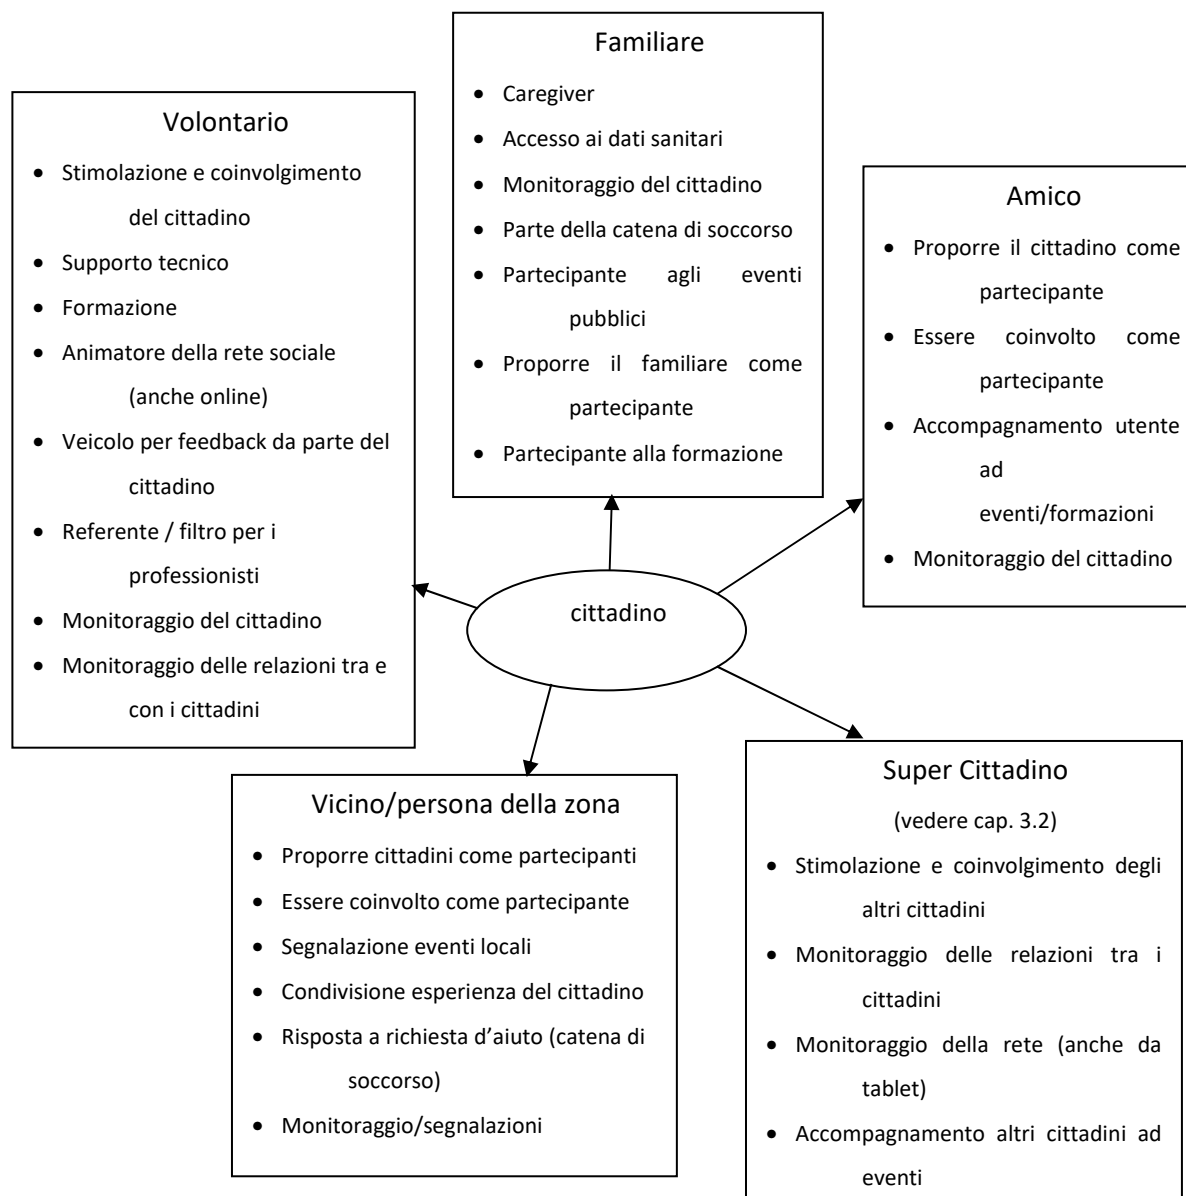 Familiare
• Caregiver
• Accesso ai dati sanitari
• Monitoraggio del cittadino
• Parte della catena di soccorso
• Partecipante agli eventi
pubblici
• Proporre il familiare come
partecipante
• Partecipante alla formazione
Volontario
• Stimolazione e coinvolgimento
del cittadino
• Supporto tecnico
• Formazione
• Animatore della rete sociale
(anche online)
• Veicolo per feedback da parte del
cittadino
• Referente / filtro per i
professionisti
• Monitoraggio del cittadino
• Monitoraggio delle relazioni tra e
con i cittadini
Amico
• Proporre il cittadino come
partecipante
• Essere coinvolto come
partecipante
• Accompagnamento utente
ad
eventi/formazioni
• Monitoraggio del cittadino
cittadino
Vicino/persona della zona
• Proporre cittadini come partecipanti
• Essere coinvolto come partecipante
• Segnalazione eventi locali
• Condivisione esperienza del cittadino
• Risposta a richiesta d’aiuto (catena di
soccorso)
• Monitoraggio/segnalazioni
Super Cittadino
(vedere cap. 3.2)
• Stimolazione e coinvolgimento degli
altri cittadini
• Monitoraggio delle relazioni tra i
cittadini
• Monitoraggio della rete (anche da
tablet)
• Accompagnamento altri cittadini ad
eventi